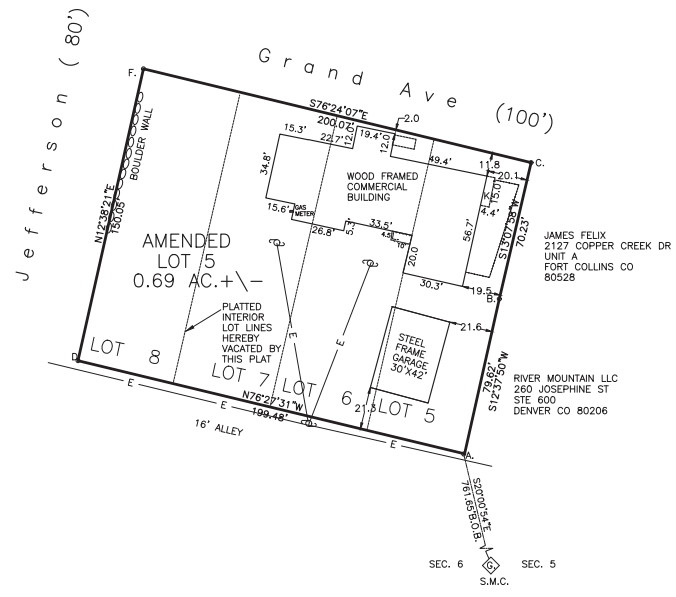 Jefferson ( 80')
Grand Ave (100')
F.
S76°24'07"E
200.07'
2.0
15.3'
22.7'
12.0'
19.4'
12.0
49.4'
11.8
C.
20.1
BOULDER WALL
34.8'
WOOD FRAMED
COMMERCIAL
BUILDING
K
15.0'
4.4'
S13°07'58"W
70.23'
N12°38'21"E
150.05'
15.6'
GAS
METER
26.8'
33.5'
4.5'
10'
20.0
56.7'
30.3'
19.5
B.
JAMES FELIX
2127 COPPER CREEK DR
UNIT A
FORT COLLINS CO
80528
AMENDED
LOT 5
0.69 AC.+\-
PLATTED
INTERIOR
LOT LINES
HEREBY
VACATED BY
THIS PLAT
E
E
21.6
STEEL
FRAME
GARAGE
30'X42'
79.62'
S12°37'50"W
RIVER MOUNTAIN LLC
260 JOSEPHINE ST
STE 600
DENVER CO 80206
D.
LOT 8
LOT 7
LOT 6
LOT 5
21.3
N76°27'31"W
199.48'
E E E E E
16' ALLEY
A.
S20°00'54"E
761.65'B.O.B.
SEC. 6
G.
SEC. 5
S.M.C.